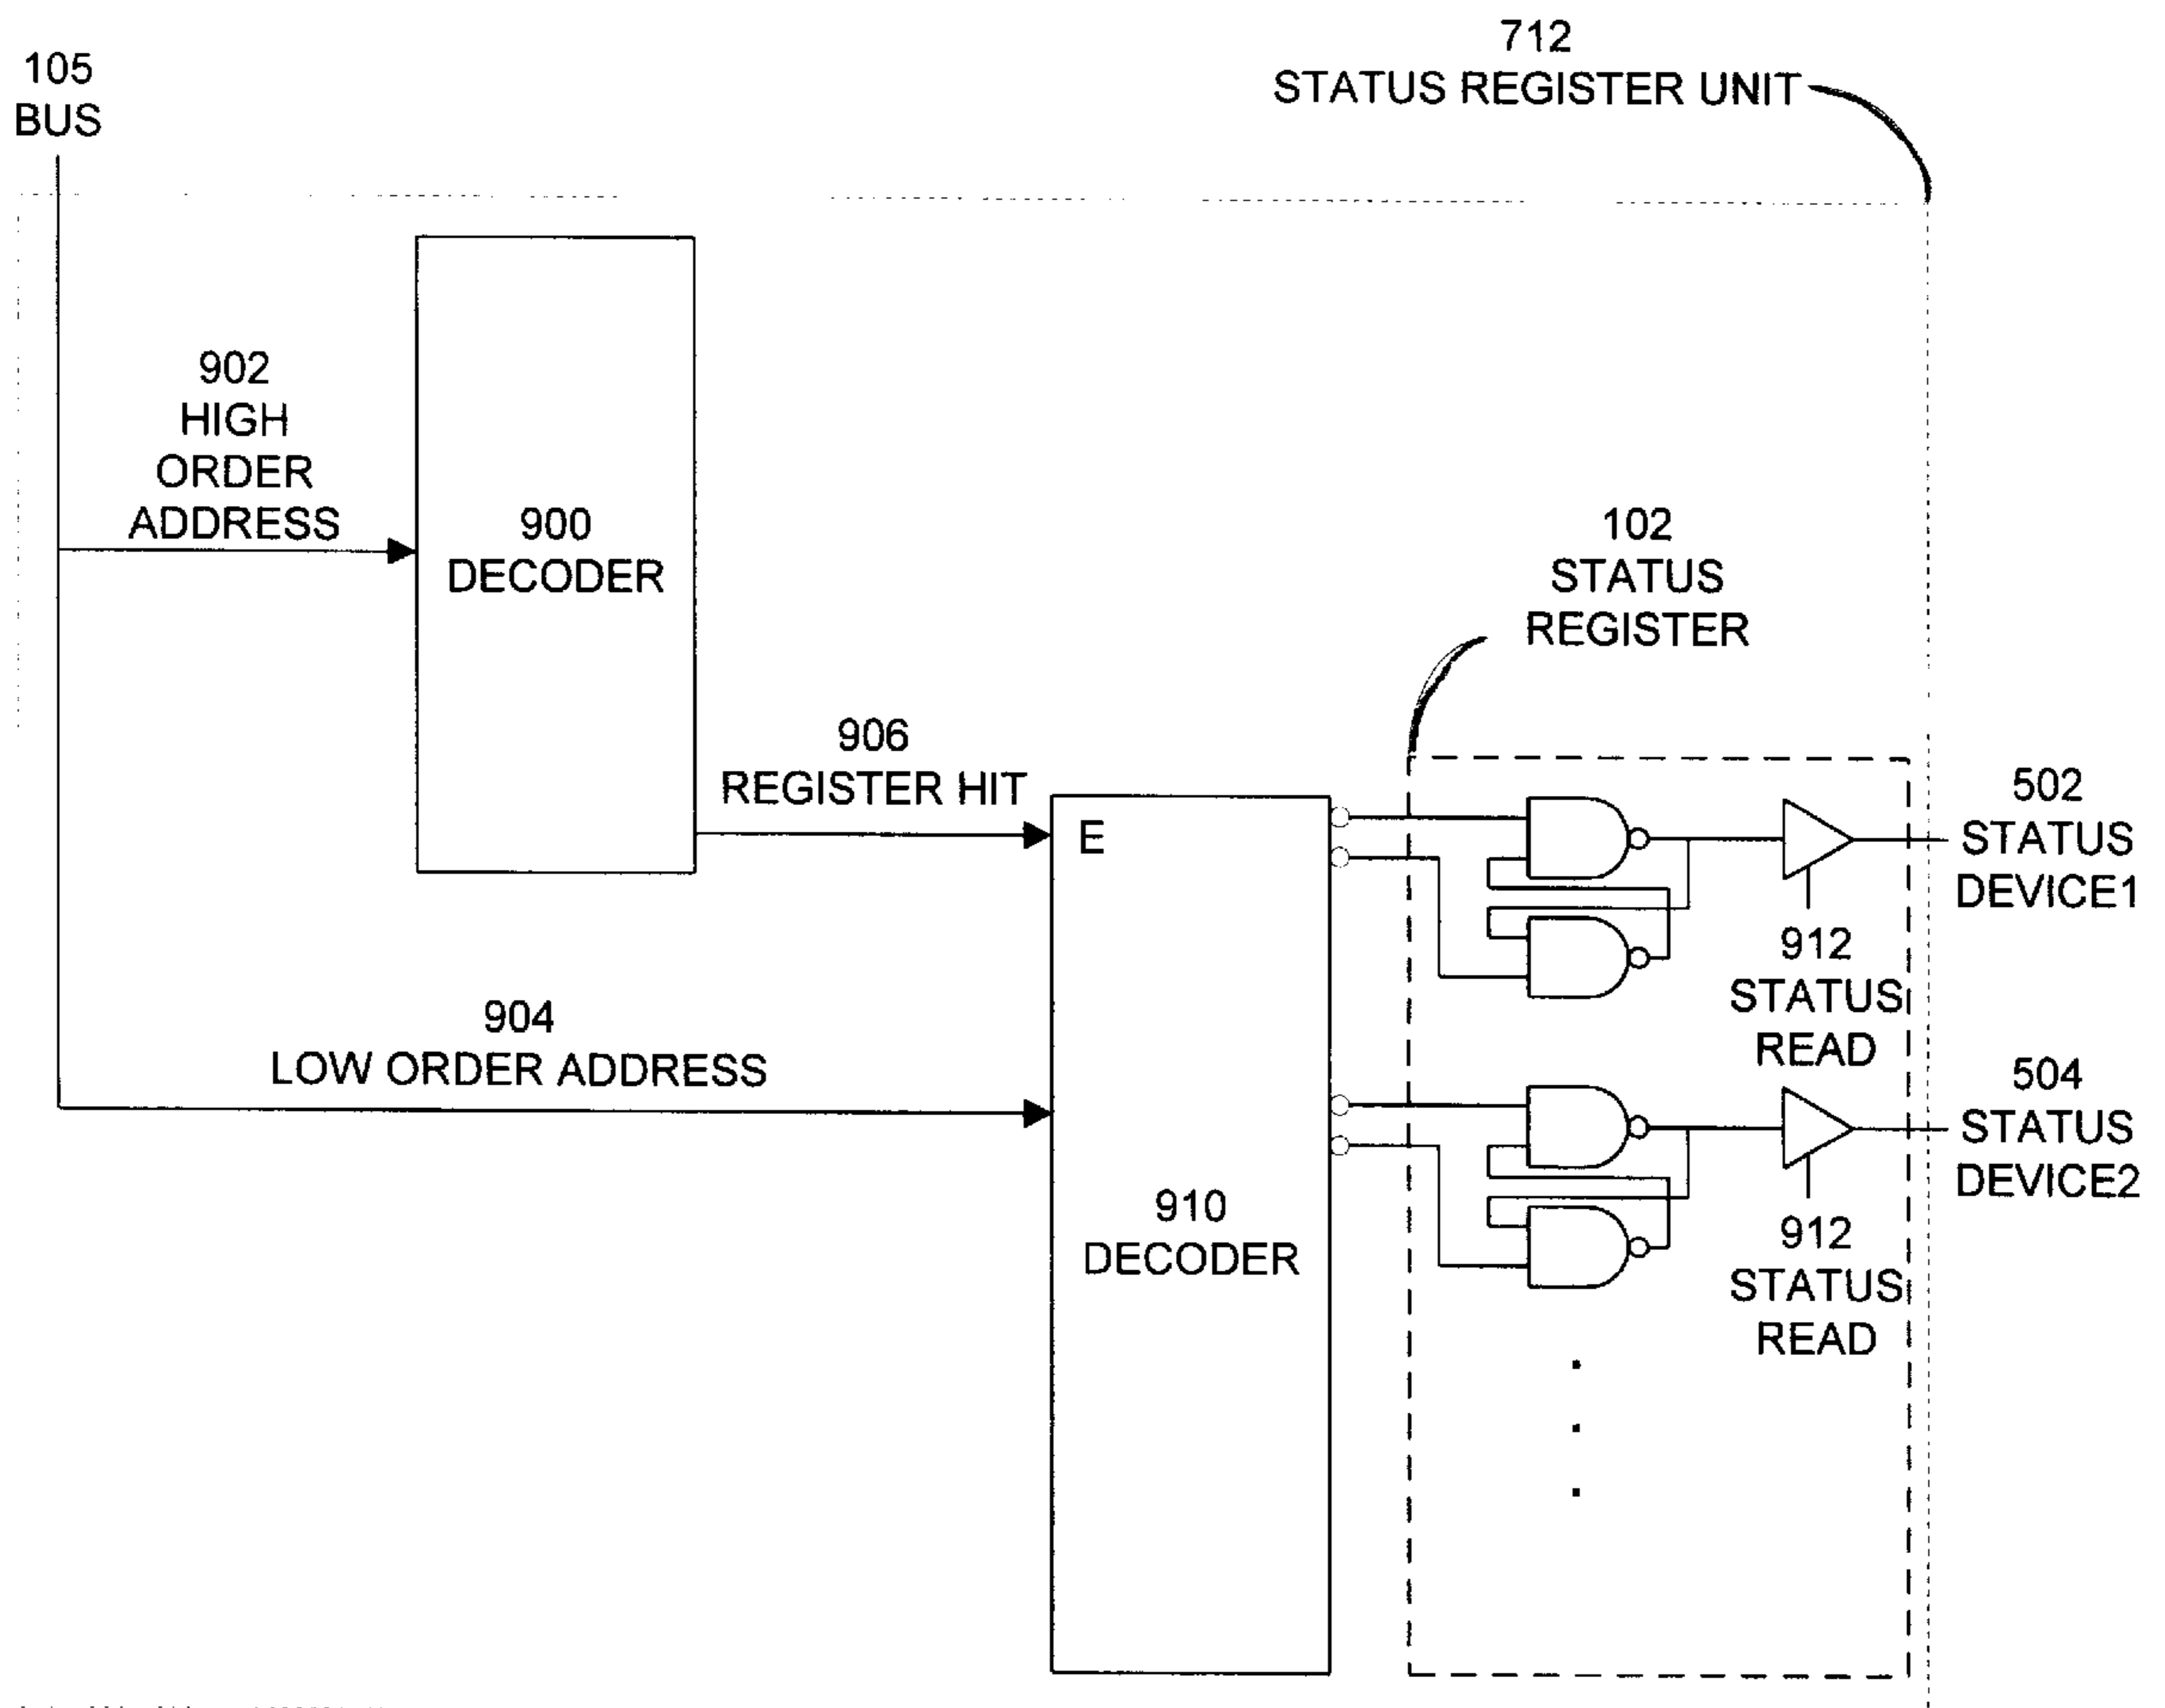 712
STATUS REGISTER UNIT
105
BUS
902
HIGH
ORDER
ADDRESS
900
DECODER
102
STATUS
REGISTER
906
REGISTER HIT
E
502
STATUS
DEVICE1
912
STATUS
READ
904
LOW ORDER ADDRESS
504
STATUS
DEVICE2
910
DECODER
912
STATUS
READ